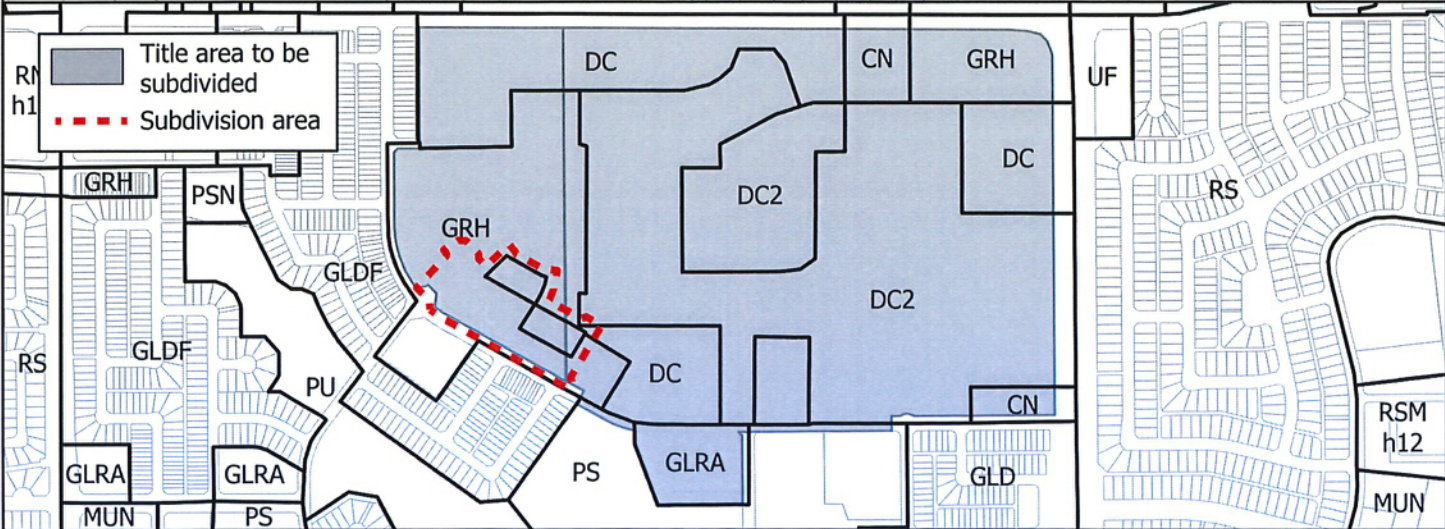 Title area to be
subdivided
Subdivision area
h1
DC
CN
GRH
UF
DC
GRH
PSN
DC2
RS
GRH
GLDF
DC2
RS
GLDF
PU
DC
CN
RSM
h12
GLRA
GLRA
PS
GLRA
GLD
MUN
PS
MUN